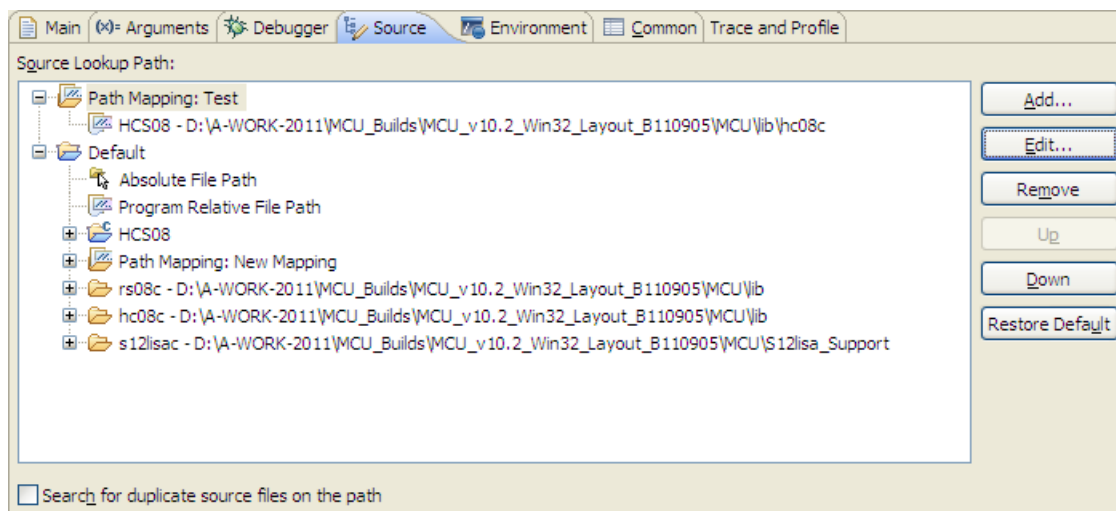 Main (x)= Arguments Debugger Source Environment Common Trace and Profile
Source Lookup Path:
Path Mapping: Test
HCS08 - D:\A-WORK-2011\MCU_Builds\MCU_v10.2_Win32_Layout_B110905\MCU\lib\hc08c
Default
Absolute File Path
Program Relative File Path
C HCS08
Path Mapping: New Mapping
rs08c - D:\A-WORK-2011\MCU_Builds\MCU_v10.2_Win32_Layout_B110905\MCU\lib
hc08c - D:\A-WORK-2011\MCU_Builds\MCU_v10.2_Win32_Layout_B110905\MCU\lib
s12lisac - D:\A-WORK-2011\MCU_Builds\MCU_v10.2_Win32_Layout_B110905\MCU\S12lisa_Support
Add...
Edit...
Remove
Up
Down
Restore Default
Search for duplicate source files on the path